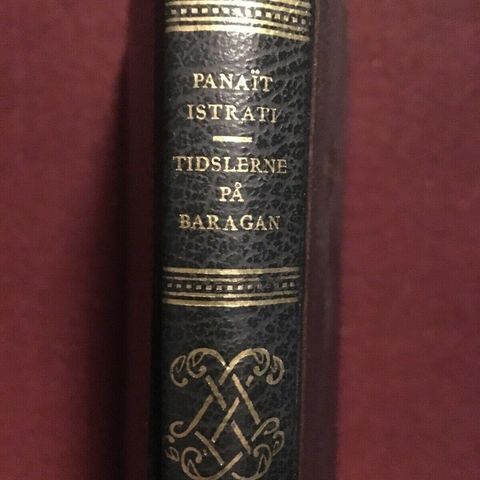 PANAÏT
ISTRATI
TIDSLERNE
PÅ
BARAGAN